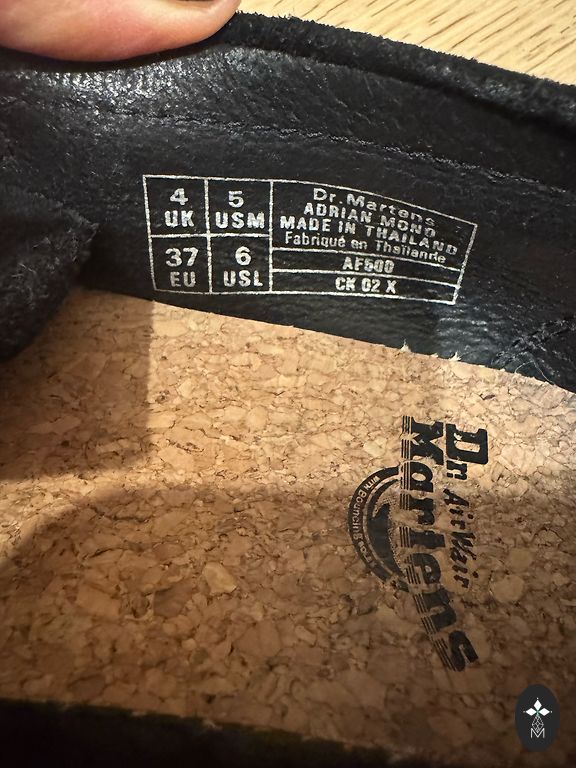 4
UK
5
USM
37
EU
6
USL
Dr. Martens
ADRIAN MONO
MADE IN THAILAND
Fabriqué en Thaïlande
AF500
CK 02 X
Dr.
Martens
AirWair
With Bouncing
M